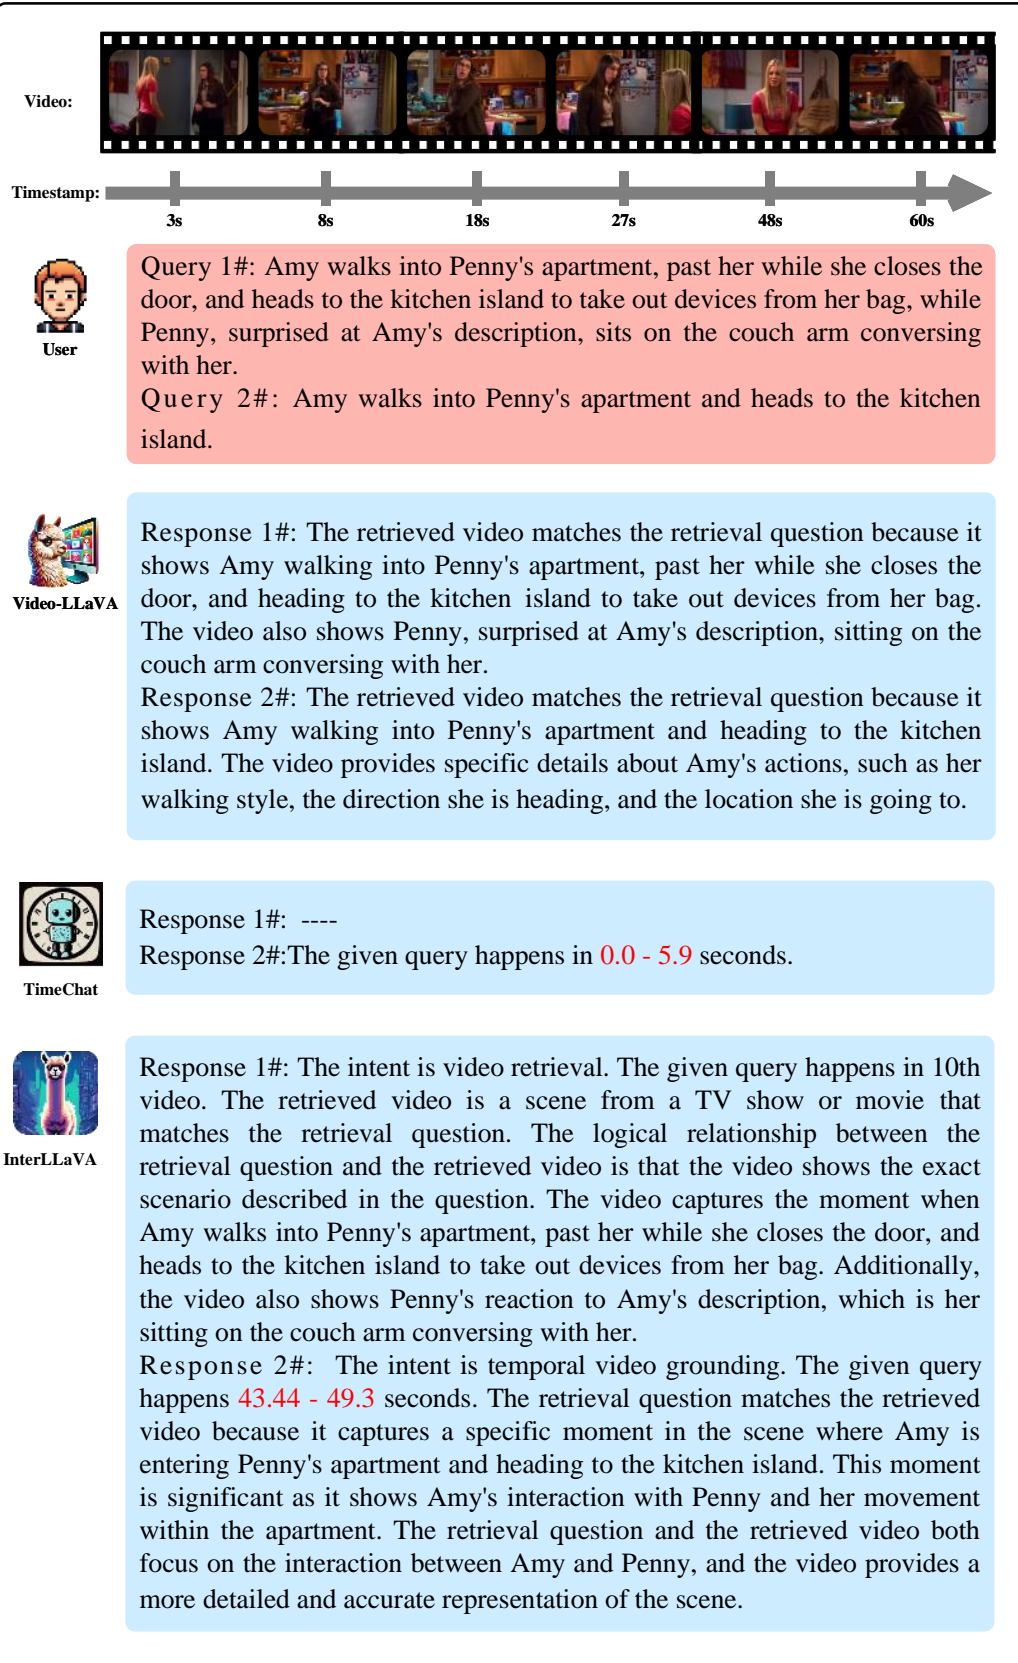 Video:
Timestamp:
3s 8s 18s 27s 48s 60s
User
Query 1#: Amy walks into Penny's apartment, past her while she closes the
door, and heads to the kitchen island to take out devices from her bag, while
Penny, surprised at Amy's description, sits on the couch arm conversing
with her.
Query 2#: Amy walks into Penny's apartment and heads to the kitchen
island.
Video-LLaVA
Response 1#: The retrieved video matches the retrieval question because it
shows Amy walking into Penny's apartment, past her while she closes the
door, and heading to the kitchen island to take out devices from her bag.
The video also shows Penny, surprised at Amy's description, sitting on the
couch arm conversing with her.
Response 2#: The retrieved video matches the retrieval question because it
shows Amy walking into Penny's apartment and heading to the kitchen
island. The video provides specific details about Amy's actions, such as her
walking style, the direction she is heading, and the location she is going to.
TimeChat
Response 1#: ----
Response 2#:The given query happens in 0.0 - 5.9 seconds.
InterLLaVA
Response 1#: The intent is video retrieval. The given query happens in 10th
video. The retrieved video is a scene from a TV show or movie that
matches the retrieval question. The logical relationship between the
retrieval question and the retrieved video is that the video shows the exact
scenario described in the question. The video captures the moment when
Amy walks into Penny's apartment, past her while she closes the door, and
heads to the kitchen island to take out devices from her bag. Additionally,
the video also shows Penny's reaction to Amy's description, which is her
sitting on the couch arm conversing with her.
Response 2#: The intent is temporal video grounding. The given query
happens 43.44 - 49.3 seconds. The retrieval question matches the retrieved
video because it captures a specific moment in the scene where Amy is
entering Penny's apartment and heading to the kitchen island. This moment
is significant as it shows Amy's interaction with Penny and her movement
within the apartment. The retrieval question and the retrieved video both
focus on the interaction between Amy and Penny, and the video provides a
more detailed and accurate representation of the scene.